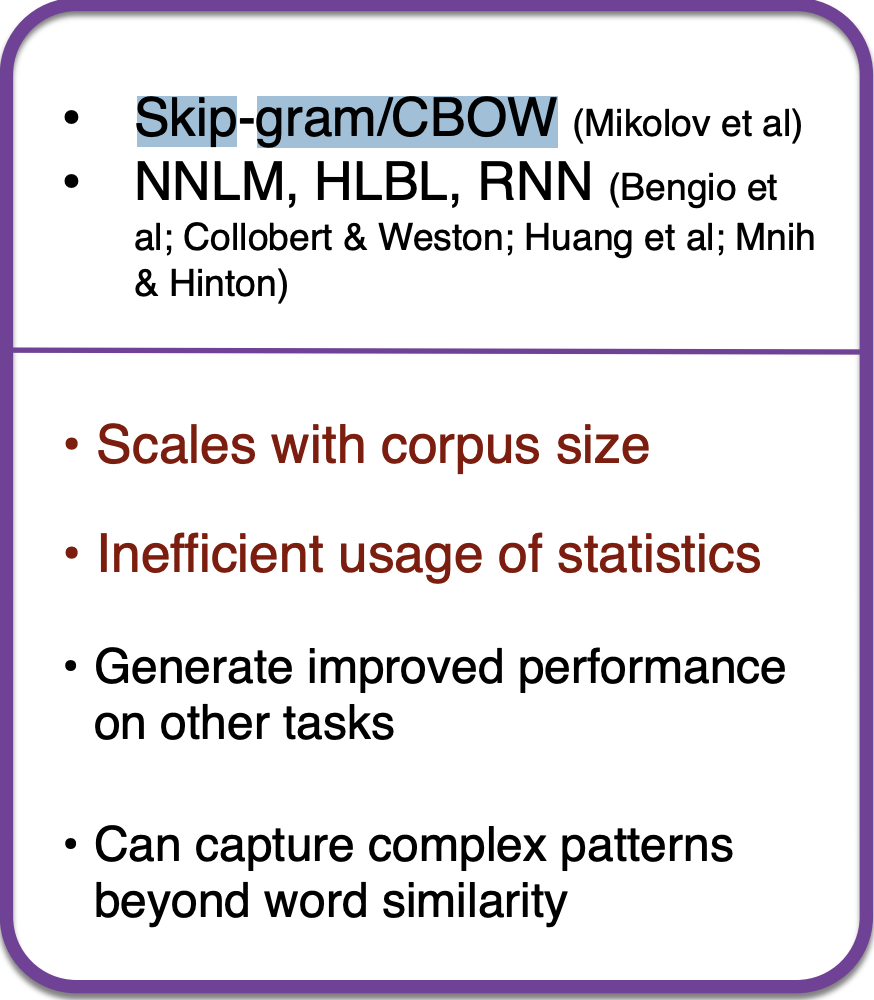 • Skip-gram/CBOW (Mikolov et al)
• NNLM, HLBL, RNN (Bengio et
al; Collobert & Weston; Huang et al; Mnih
& Hinton)
• Scales with corpus size
• Inefficient usage of statistics
• Generate improved performance
on other tasks
• Can capture complex patterns
beyond word similarity